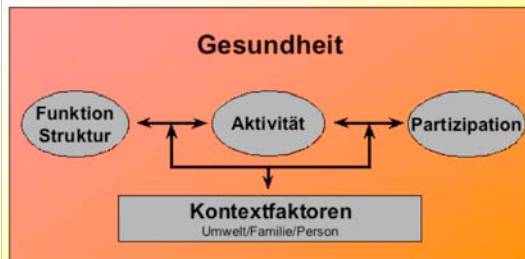 Gesundheit
Funktion
Struktur
Aktivität
Partizipation
Kontextfaktoren
Umwelt/Familie/Person